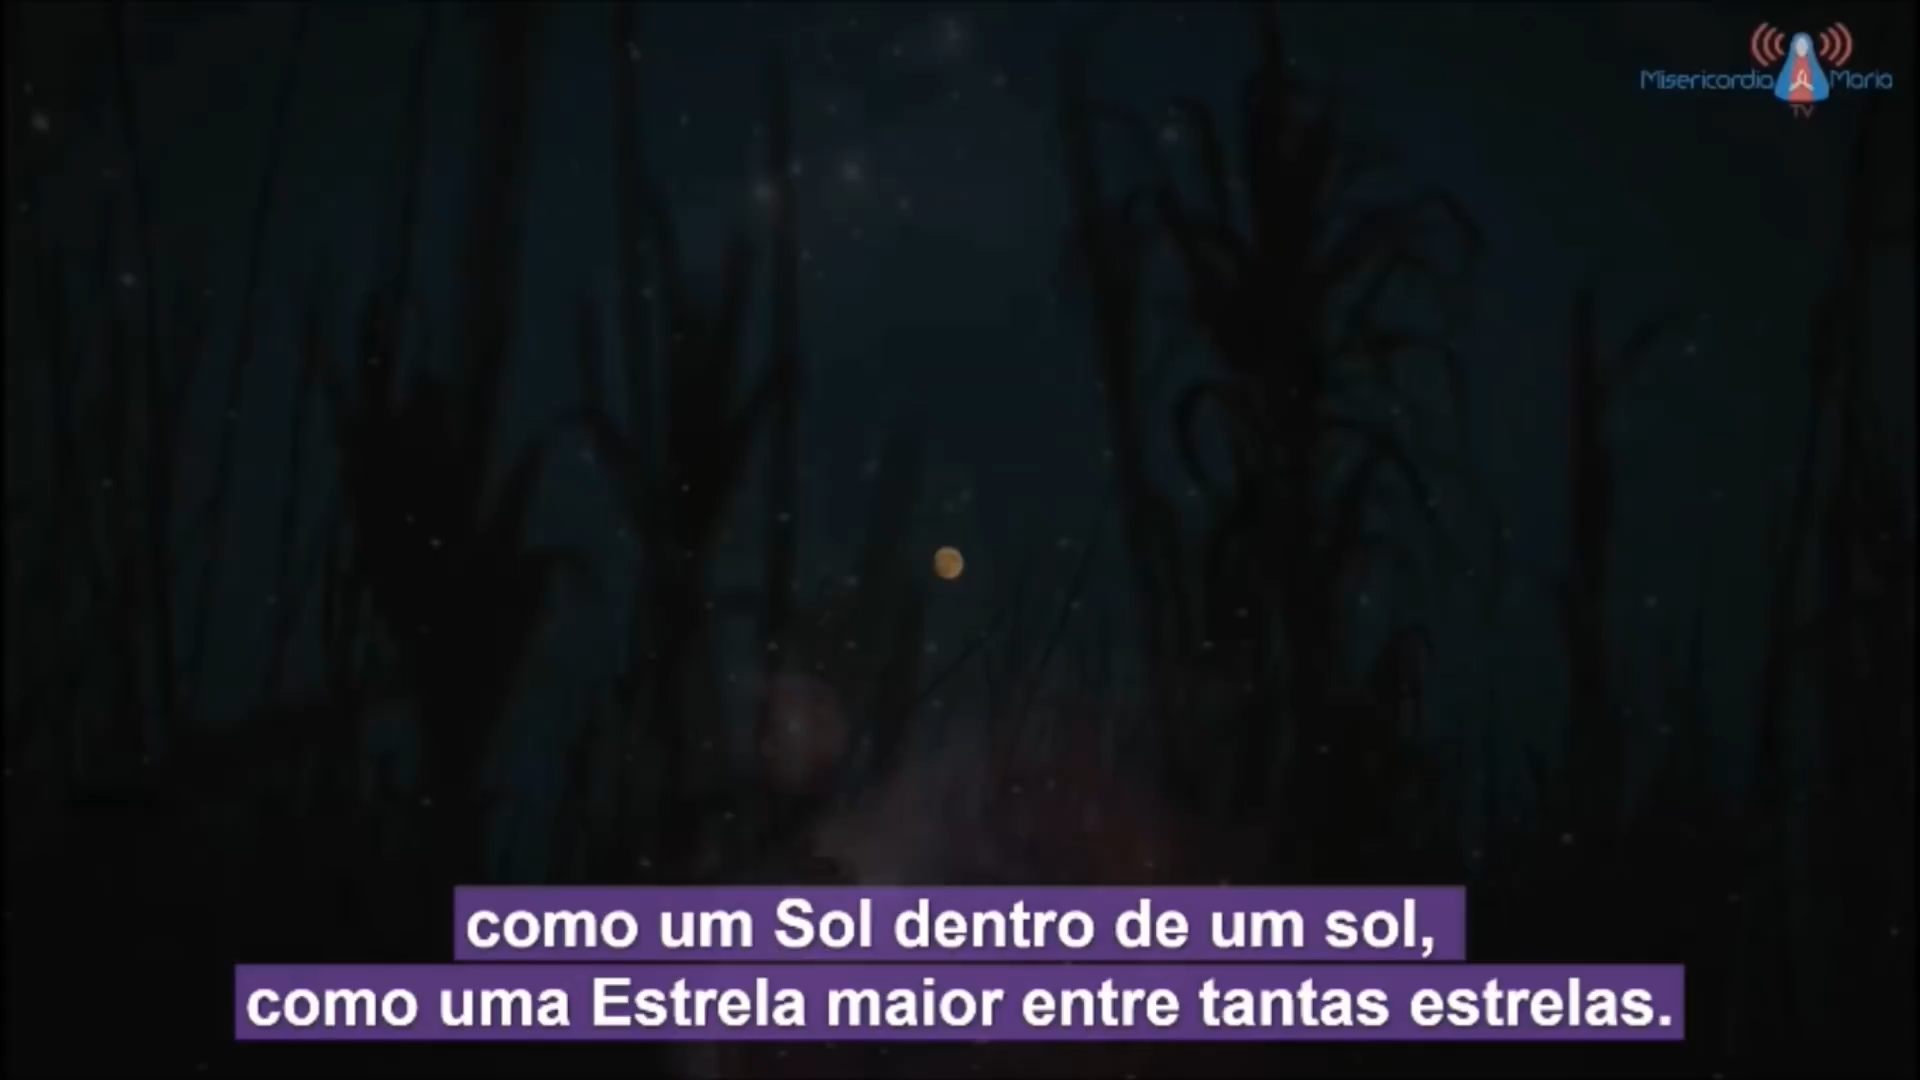 Misericordia Maria
TV
como um Sol dentro de um sol,
como uma Estrela maior entre tantas estrelas.